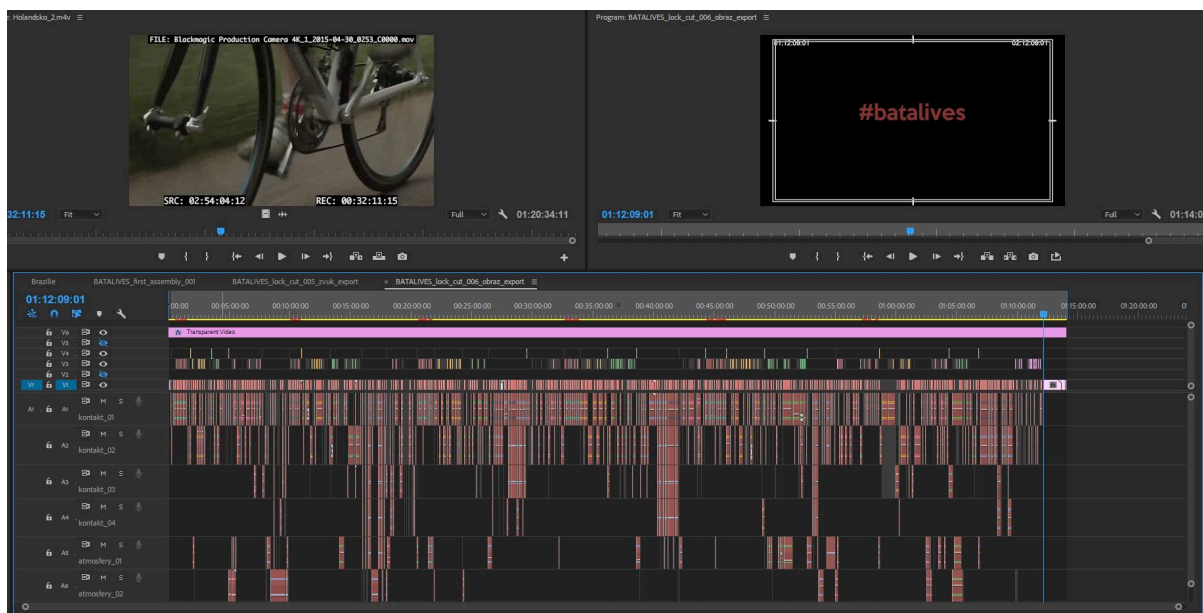 : Holandsko_2.m4v
Program: BATALIVES_lock_cut_006_obraz_export
FILE: Blackmagic Production Camera 4K_1_2015-04-30_0253_C0000.mov
SRC: 02:54:04:12
REC: 00:32:11:15
01:12:09:01
02:12:09:01
#batalives
32:11:15
Fit
Full
01:20:34:11
01:12:09:01
Fit
Full
01:14:0
Brazilie
BATALIVES_first_assembly_001
BATALIVES_lock_cut_005_zvuk_export
× BATALIVES_lock_cut_006_obraz_export
01:12:09:01
:00:00
00:05:00:00
00:10:00:00
00:15:00:00
00:20:00:00
00:25:00:00
00:30:00:00
00:35:00:00
00:40:00:00
00:45:00:00
00:50:00:00
00:55:00:00
01:00:00:00
01:05:00:00
01:10:00:00
01:15:00:00
01:20:00:00
V6
fx Transparent Video
V5
V4
V3
V2
V1 V1
A1 A1 M S
kontakt_01
A2 M S
kontakt_02
A3 M S
kontakt_03
A4 M S
kontakt_04
A5 M S
atmosfery_01
A6 M S
atmosfery_02